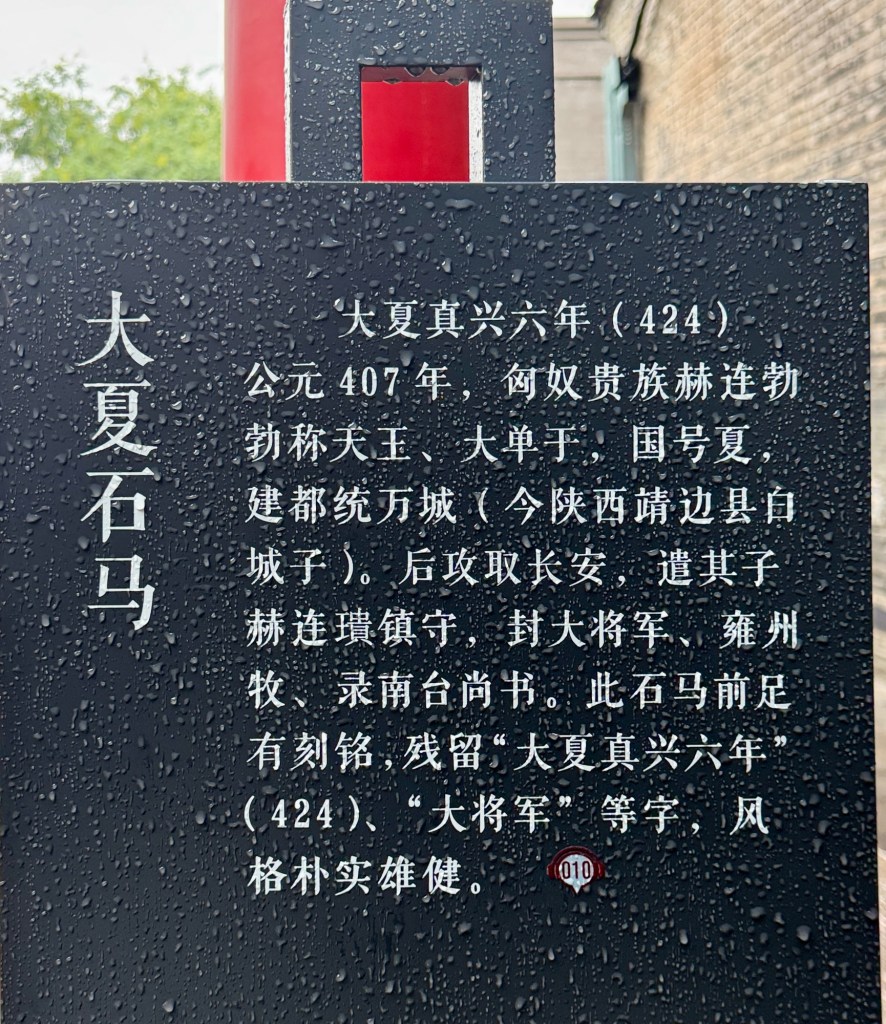 大夏石马
大夏真兴六年（424）
公元407年，匈奴贵族赫连勃
勃称天王、大单于，国号夏，
建都统万城（今陕西靖边县白
城子）。后攻取长安，遣其子
赫连璝镇守，封大将军、雍州
牧、录南台尚书。此石马前足
有刻铭，残留“大夏真兴六年”
（424）、“大将军”等字，风
格朴实雄健。
010